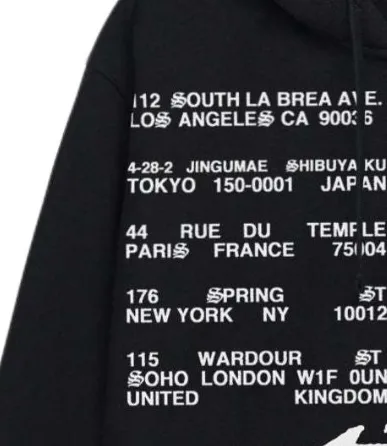 112 SOUTH LA BREA AVE.
LOS ANGELES CA 90036
4-28-2 JINGUMAE SHIBUYA KU
TOKYO 150-0001 JAPAN
44 RUE DU TEMPLE
PARIS FRANCE 75004
176 SPRING ST
NEW YORK NY 10012
115 WARDOUR ST
SOHO LONDON W1F 0UN
UNITED KINGDOM